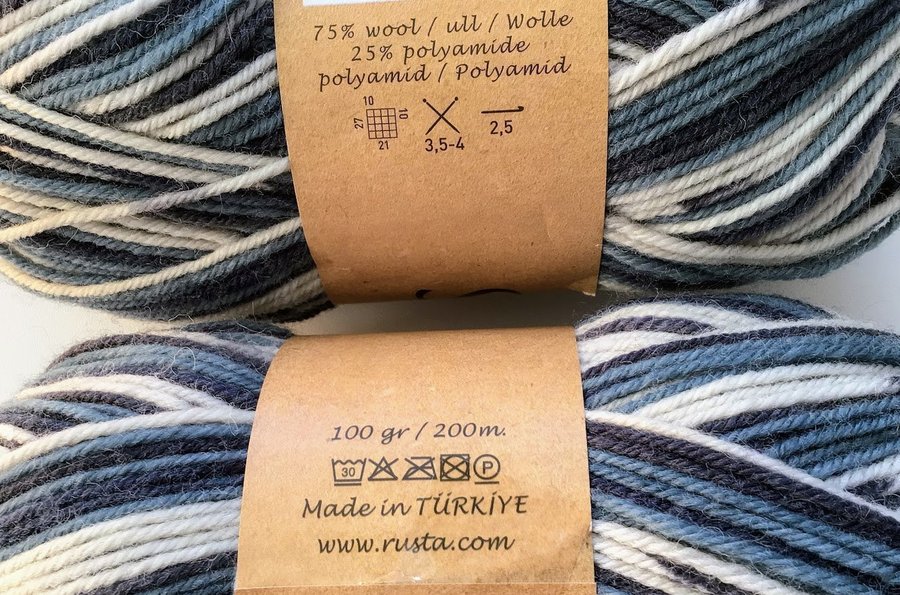 75% wool / ull / Wolle
25% polyamide
polyamid / Polyamid
10
27 10
21
3,5-4
2,5
100 gr / 200m.
30 P
Made in TÜRKİYE
www.rusta.com